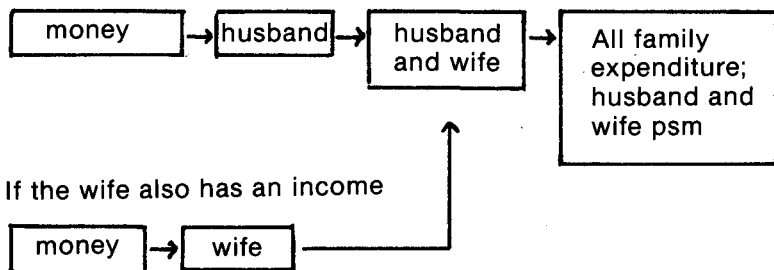 money
husband
husband
and wife
All family
expenditure;
husband and
wife psm
If the wife also has an income
money
wife